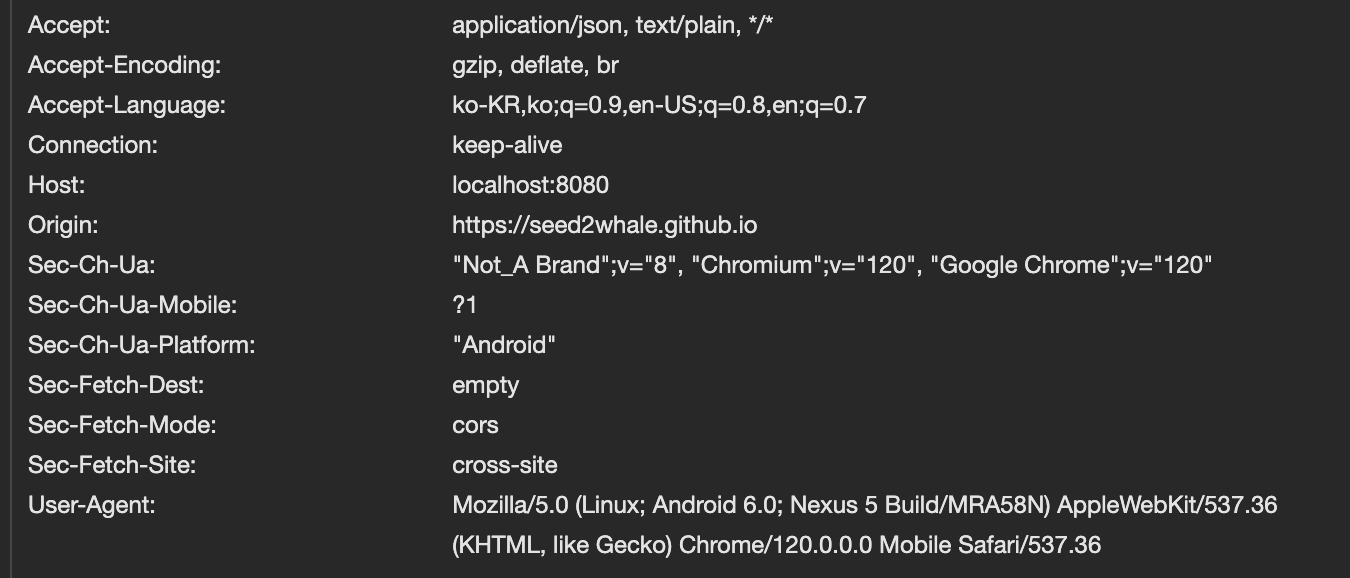 Accept: application/json, text/plain, */*
Accept-Encoding: gzip, deflate, br
Accept-Language: ko-KR,ko;q=0.9,en-US;q=0.8,en;q=0.7
Connection: keep-alive
Host: localhost:8080
Origin: https://seed2whale.github.io
Sec-Ch-Ua: "Not_A Brand";v="8", "Chromium";v="120", "Google Chrome";v="120"
Sec-Ch-Ua-Mobile: ?1
Sec-Ch-Ua-Platform: "Android"
Sec-Fetch-Dest: empty
Sec-Fetch-Mode: cors
Sec-Fetch-Site: cross-site
User-Agent: Mozilla/5.0 (Linux; Android 6.0; Nexus 5 Build/MRA58N) AppleWebKit/537.36
(KHTML, like Gecko) Chrome/120.0.0.0 Mobile Safari/537.36